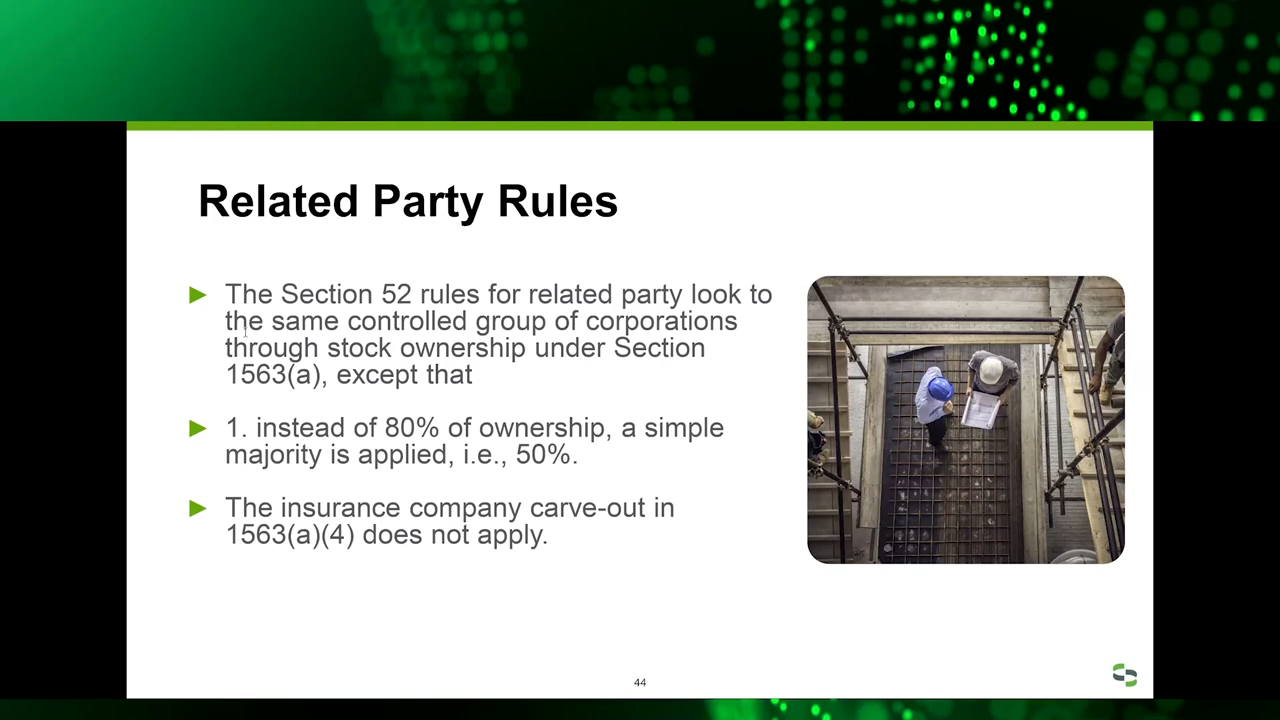 Related Party Rules
The Section 52 rules for related party look to
the same controlled group of corporations
through stock ownership under Section
1563(a), except that
1. instead of 80% of ownership, a simple
majority is applied, i.e., 50%.
The insurance company carve-out in
1563(a)(4) does not apply.
44